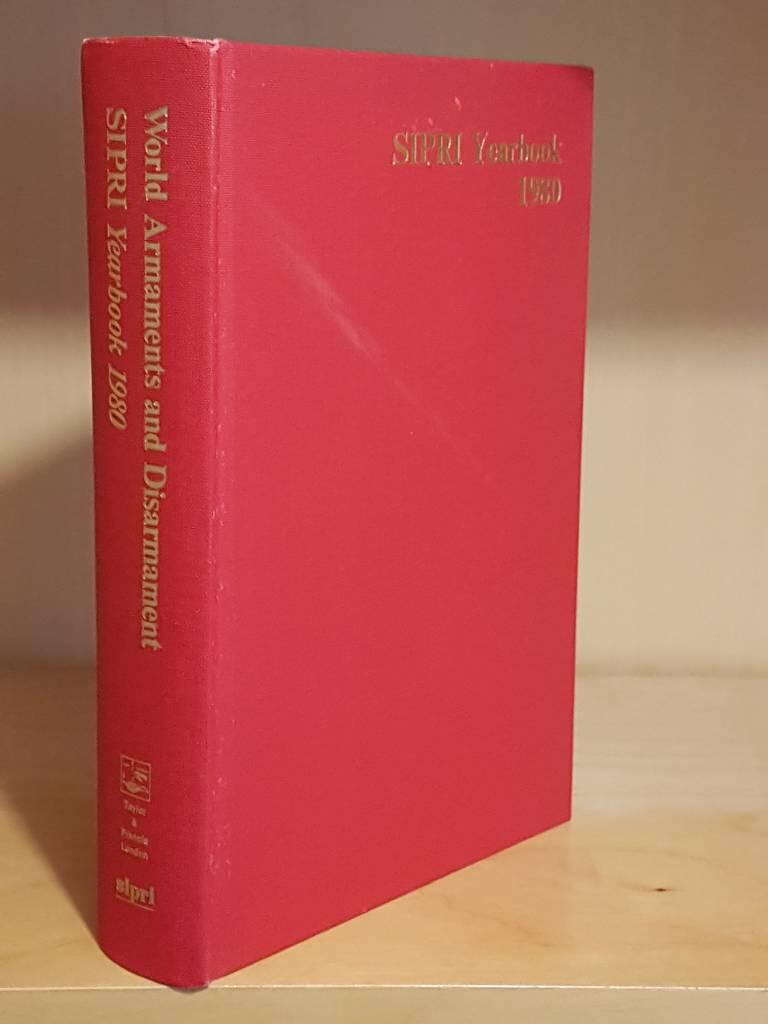 World Armaments and Disarmament
SIPRI Yearbook 1980
Taylor
&
Francis
London
sipri
SIPRI Yearbook
1980